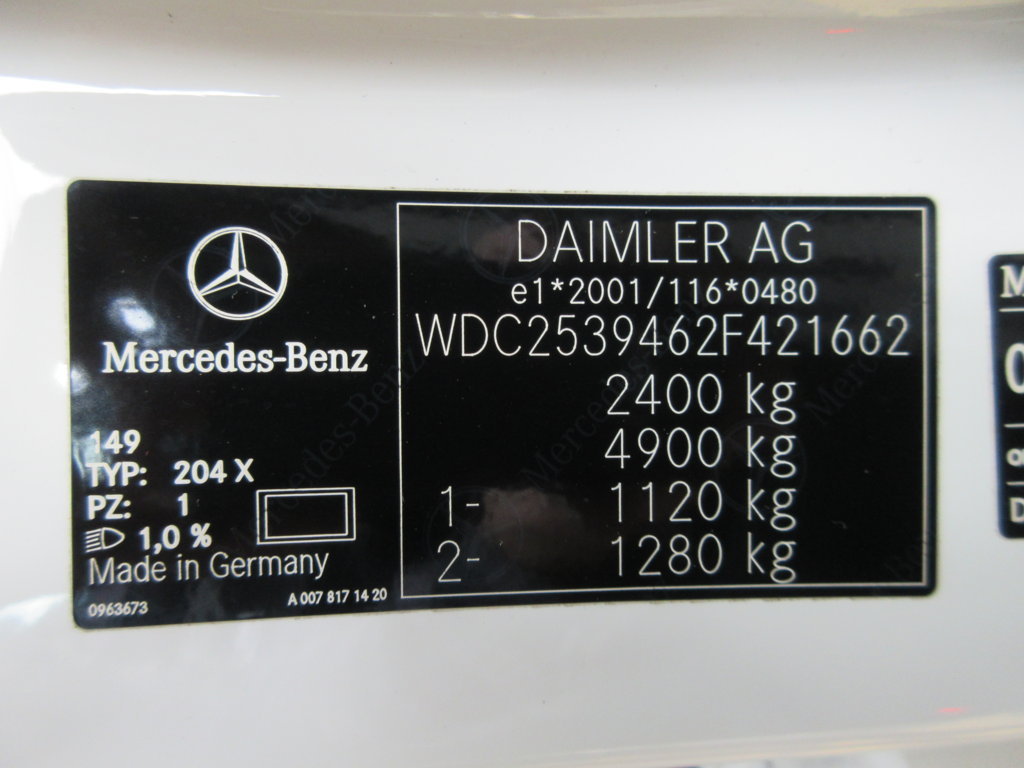 Mercedes-Benz
149
TYP: 204 X
PZ: 1
1,0 %
Made in Germany
0963673
A 007 817 14 20
DAIMLER AG
e1*2001/116*0480
WDC2539462F421662
2400 kg
4900 kg
1- 1120 kg
2- 1280 kg
M